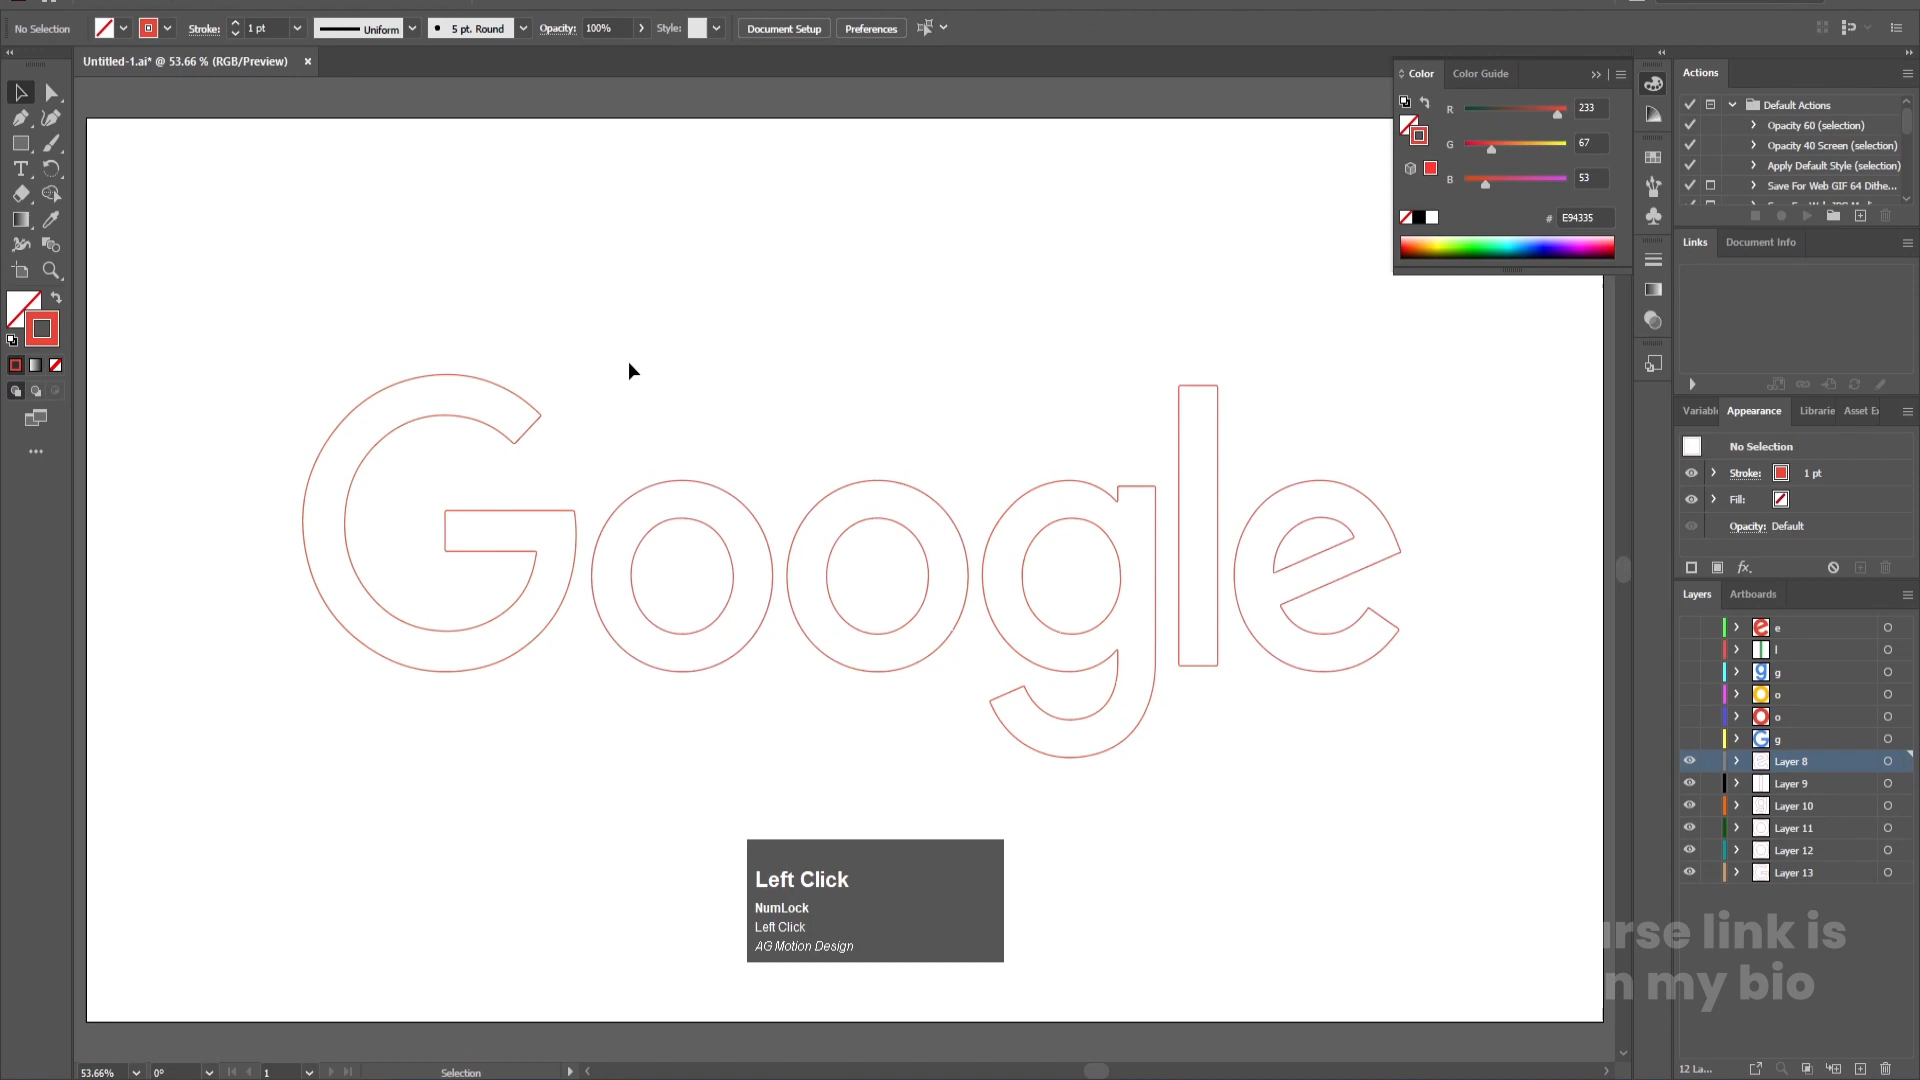 No Selection
Stroke:
1 pt
Uniform
5 pt. Round
Opacity:
100%
Style:
Document Setup
Preferences
Untitled-1.ai* @ 53.66 % (RGB/Preview)
×
Color
Color Guide
R
233
G
67
B
53
#
E94335
Actions
Default Actions
Opacity 60 (selection)
Opacity 40 Screen (selection)
Apply Default Style (selection)
Save For Web GIF 64 Dithe...
Links
Document Info
Variabl
Appearance
Librarie
Asset Ex
No Selection
Stroke:
1 pt
Fill:
Opacity: Default
fx
Layers
Artboards
e
l
g
o
o
g
Layer 8
Layer 9
Layer 10
Layer 11
Layer 12
Layer 13
12 La...
Google
Left Click
NumLock
Left Click
AG Motion Design
urse link is
n my bio
53.66%
0°
1
Selection